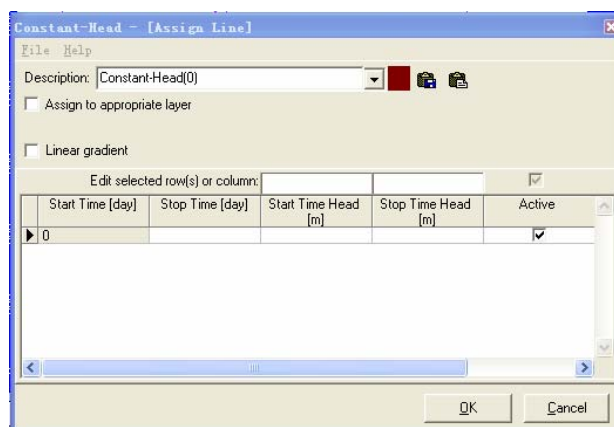 Constant-Head - [Assign Line]
File Help
Description: Constant-Head(0)
Assign to appropriate layer
Linear gradient
Edit selected row(s) or column:
Start Time [day] Stop Time [day] Start Time Head [m] Stop Time Head [m] Active
0
OK Cancel